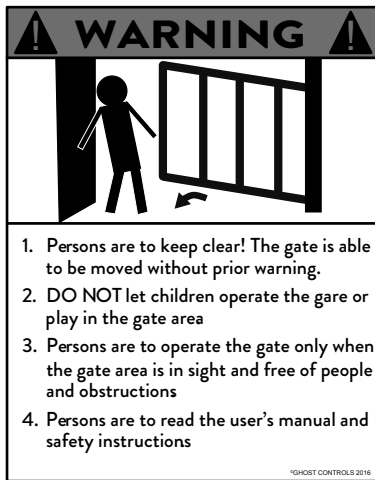 WARNING
1. Persons are to keep clear! The gate is able
to be moved without prior warning.
2. DO NOT let children operate the gare or
play in the gate area
3. Persons are to operate the gate only when
the gate area is in sight and free of people
and obstructions
4. Persons are to read the user’s manual and
safety instructions
©GHOST CONTROLS 2016